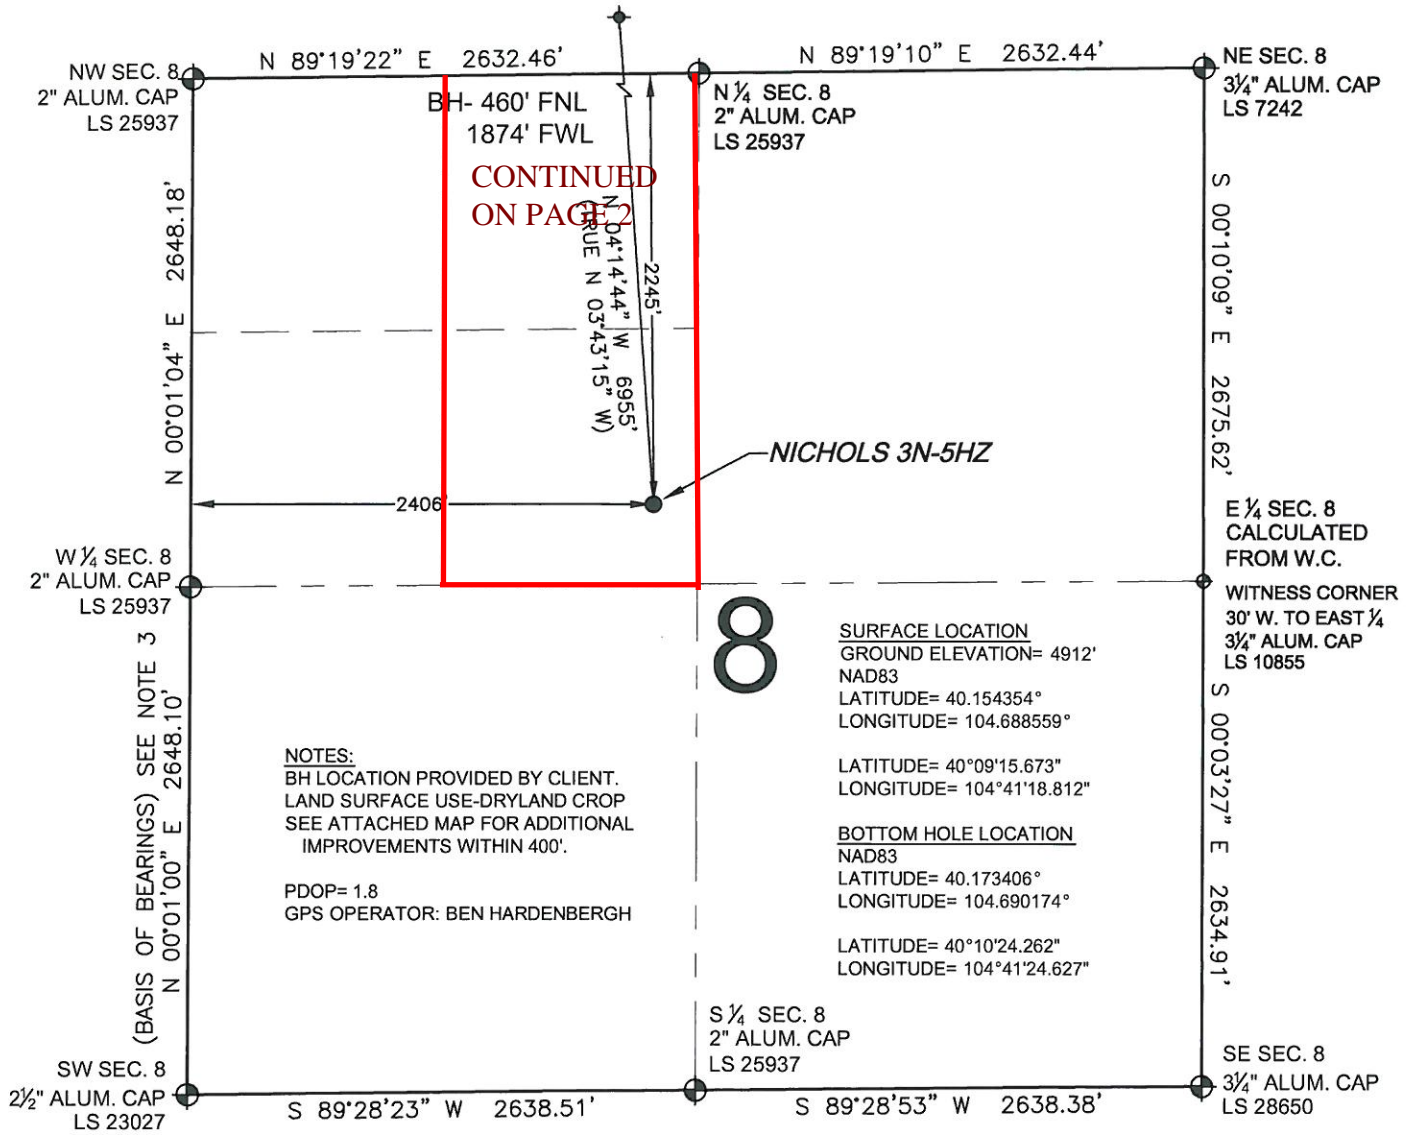 N 89°19'22" E 2632.46'
N 89°19'10" E 2632.44'
NW SEC. 8
2" ALUM. CAP
LS 25937
BH- 460' FNL
1874' FWL
N 1/4 SEC. 8
2" ALUM. CAP
LS 25937
NE SEC. 8
3 1/4" ALUM. CAP
LS 7242
CONTINUED
ON PAGE 2
N 00°01'04" E 2648.18'
N 04°14'44" W 6955'
(TRUE N 03°43'15" W)
2245'
S 00°10'09" E 2675.62'
NICHOLS 3N-5HZ
2406'
W 1/4 SEC. 8
2" ALUM. CAP
LS 25937
E 1/4 SEC. 8
CALCULATED
FROM W.C.
WITNESS CORNER
30' W. TO EAST 1/4
3 1/4" ALUM. CAP
LS 10855
8
SURFACE LOCATION
GROUND ELEVATION= 4912'
NAD83
LATITUDE= 40.154354°
LONGITUDE= 104.688559°
LATITUDE= 40°09'15.673"
LONGITUDE= 104°41'18.812"
BOTTOM HOLE LOCATION
NAD83
LATITUDE= 40.173406°
LONGITUDE= 104.690174°
LATITUDE= 40°10'24.262"
LONGITUDE= 104°41'24.627"
(BASIS OF BEARINGS) SEE NOTE 3
N 00°01'00" E 2648.10'
NOTES:
BH LOCATION PROVIDED BY CLIENT.
LAND SURFACE USE-DRYLAND CROP
SEE ATTACHED MAP FOR ADDITIONAL
IMPROVEMENTS WITHIN 400'.
PDOP= 1.8
GPS OPERATOR: BEN HARDENBERGH
S 00°03'27" E 2634.91'
SW SEC. 8
2 1/2" ALUM. CAP
LS 23027
S 1/4 SEC. 8
2" ALUM. CAP
LS 25937
SE SEC. 8
3 1/4" ALUM. CAP
LS 28650
S 89°28'23" W 2638.51'
S 89°28'53" W 2638.38'